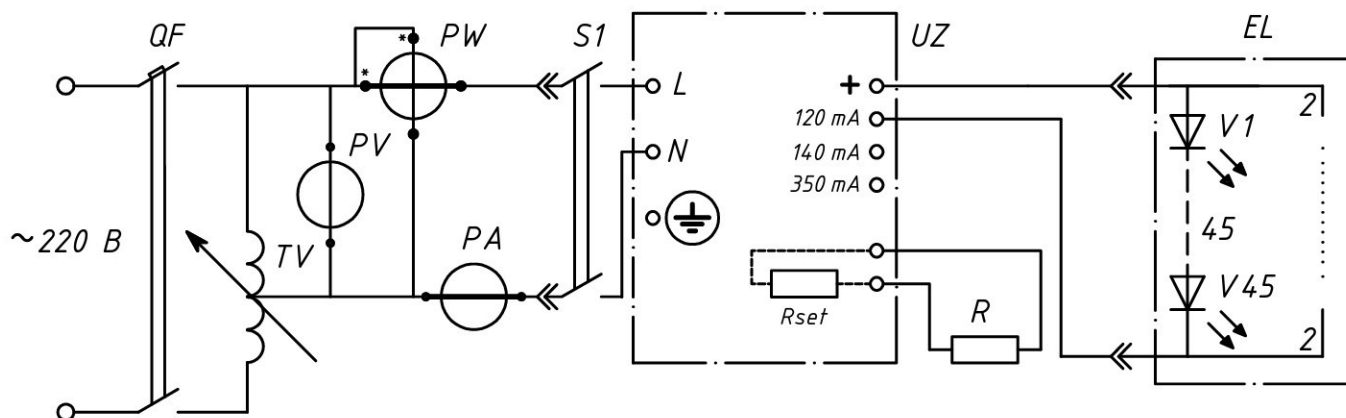 QF
PW
S1
UZ
EL
*
*
L
+
2
120 mA
V1
PV
N
140 mA
350 mA
~220 В
TV
PA
45
Rset
R
V45
2